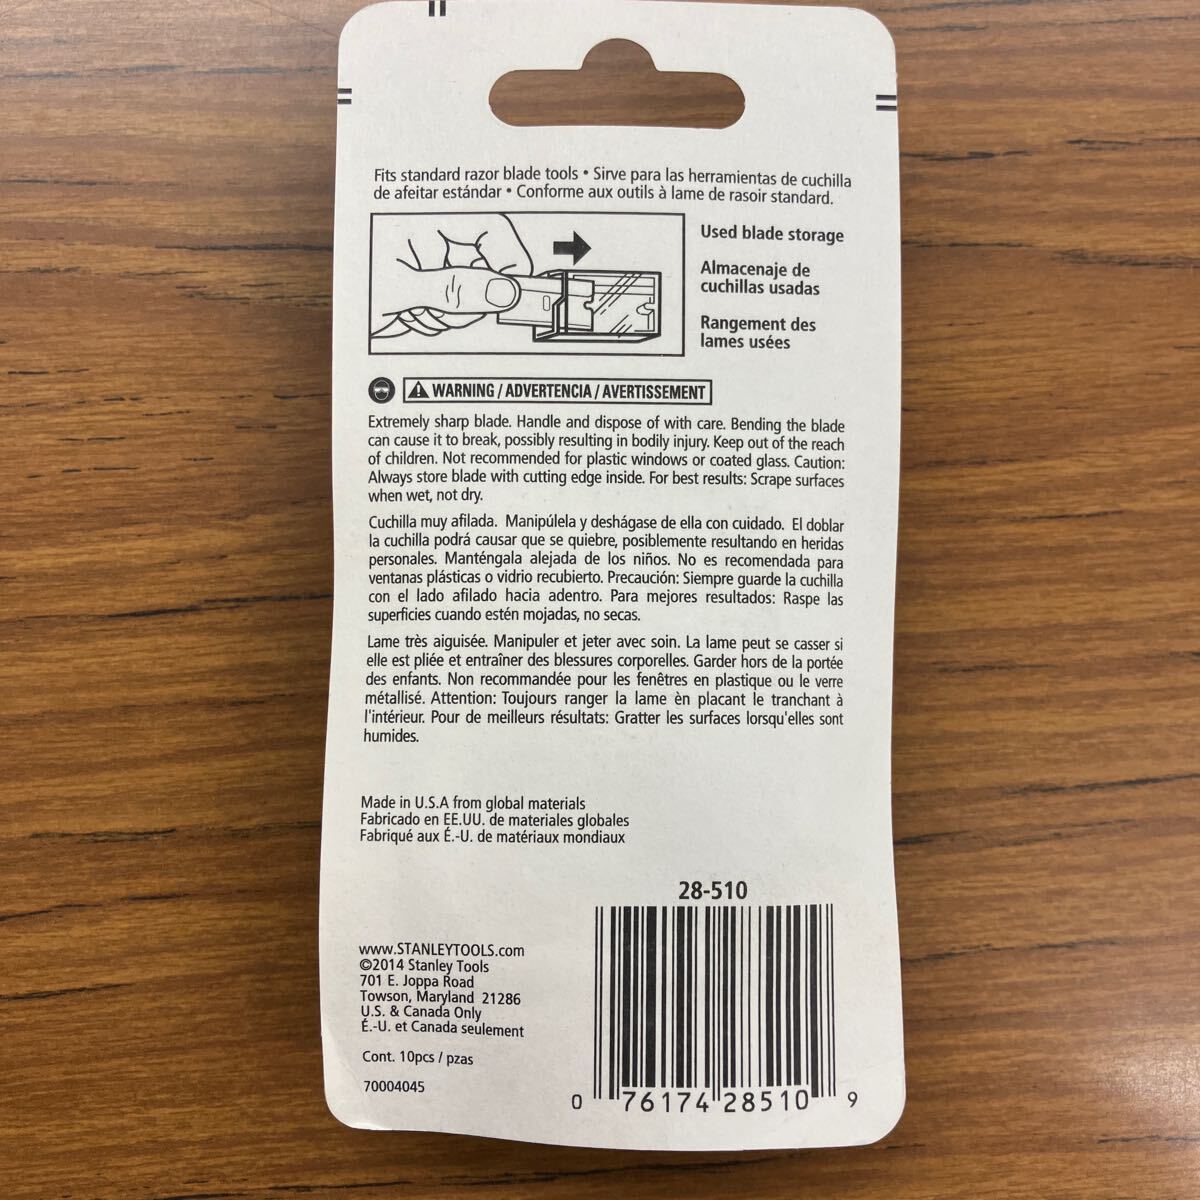 Fits standard razor blade tools • Sirve para las herramientas de cuchilla
de afeitar estándar • Conforme aux outils à lame de rasoir standard.
Used blade storage
Almacenaje de
cuchillas usadas
Rangement des
lames usées
WARNING / ADVERTENCIA / AVERTISSEMENT
Extremely sharp blade. Handle and dispose of with care. Bending the blade
can cause it to break, possibly resulting in bodily injury. Keep out of the reach
of children. Not recommended for plastic windows or coated glass. Caution:
Always store blade with cutting edge inside. For best results: Scrape surfaces
when wet, not dry.
Cuchilla muy afilada. Manipúlela y deshágase de ella con cuidado. El doblar
la cuchilla podrá causar que se quiebre, posiblemente resultando en heridas
personales. Manténgala alejada de los niños. No es recomendada para
ventanas plásticas o vidrio recubierto. Precaución: Siempre guarde la cuchilla
con el lado afilado hacia adentro. Para mejores resultados: Raspe las
superficies cuando estén mojadas, no secas.
Lame très aiguisée. Manipuler et jeter avec soin. La lame peut se casser si
elle est pliée et entraîner des blessures corporelles. Garder hors de la portée
des enfants. Non recommandée pour les fenêtres en plastique ou le verre
métallisé. Attention: Toujours ranger la lame èn placant le tranchant à
l'intérieur. Pour de meilleurs résultats: Gratter les surfaces lorsqu'elles sont
humides.
Made in U.S.A from global materials
Fabricado en EE.UU. de materiales globales
Fabriqué aux É.-U. de matériaux mondiaux
28-510
www.STANLEYTOOLS.com
©2014 Stanley Tools
701 E. Joppa Road
Towson, Maryland 21286
U.S. & Canada Only
É.-U. et Canada seulement
Cont. 10pcs / pzas
70004045
0 76174 28510 9